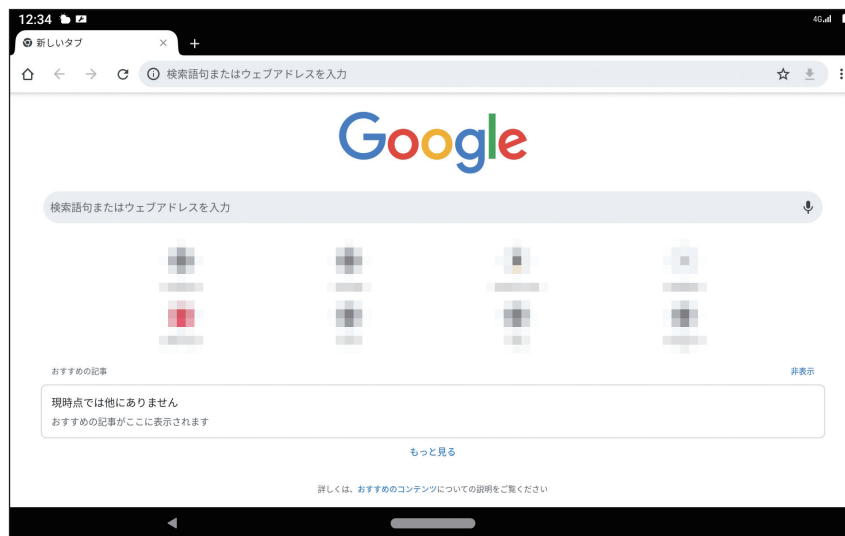 12:34
4G
新しいタブ
検索語句またはウェブアドレスを入力
Google
検索語句またはウェブアドレスを入力
おすすめの記事 非表示
現時点では他にありません
おすすめの記事がここに表示されます
もっと見る
詳しくは、おすすめのコンテンツについての説明をご覧ください